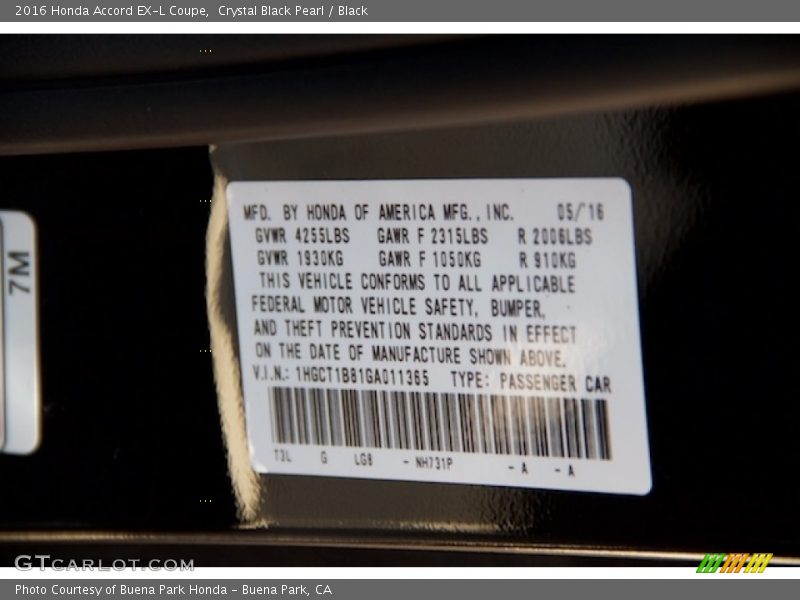 2016 Honda Accord EX-L Coupe,  Crystal Black Pearl / Black
MFD. BY HONDA OF AMERICA MFG., INC. 05/'16
GVWR 4255LBS GAWR F 2315LBS R 2006LBS
GVWR 1930KG GAWR F 1050KG R 910KG
THIS VEHICLE CONFORMS TO ALL APPLICABLE
FEDERAL MOTOR VEHICLE SAFETY, BUMPER,
AND THEFT PREVENTION STANDARDS IN EFFECT
ON THE DATE OF MANUFACTURE SHOWN ABOVE.
V.I.N.: 1HGCT1B81GA011365 TYPE: PASSENGER CAR
T3L G LG8 - NH731P - A - A
7M
GTCARLOT.COM
Photo Courtesy of Buena Park Honda - Buena Park, CA